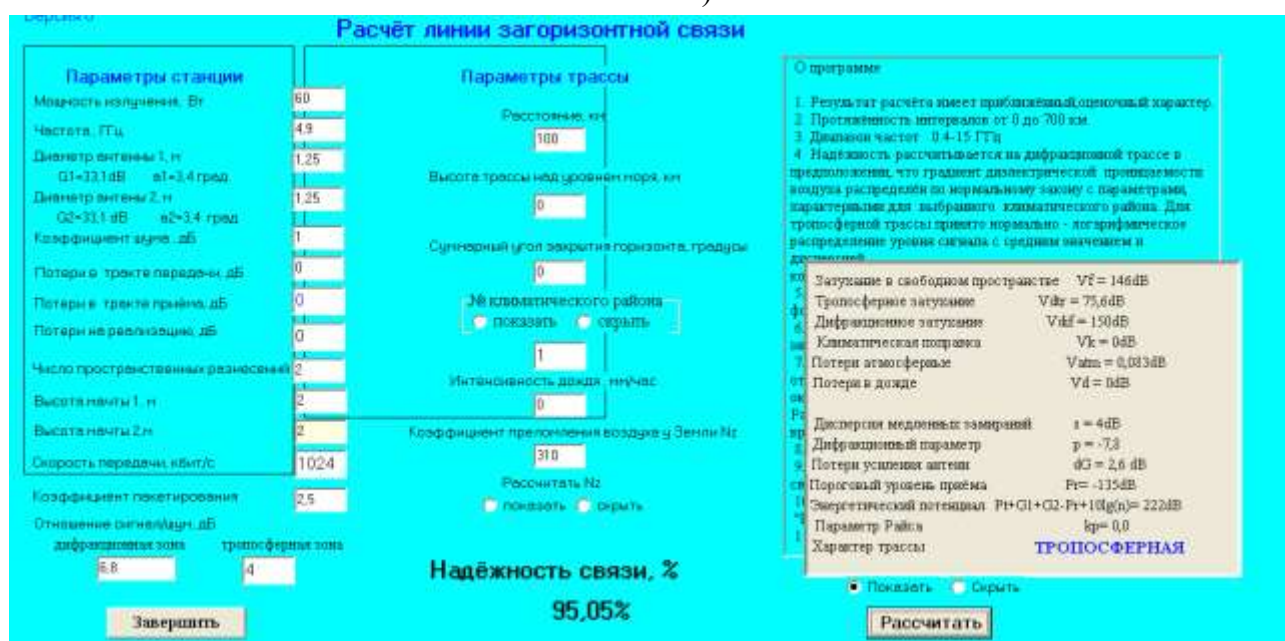 Версия 6
Расчёт линии загоризонтной связи
Параметры станции
Мощность излучения, Вт
60
Частота, ГГц
4,9
Диаметр антенны 1, м
1,25
G1=33,1dB в1=3,4 град
Диаметр антенны 2, м
1,25
G2=33,1 dB в2=3,4 град
Коэффициент шума, дБ
1
Потери в тракте передачи, дБ
0
Потери в тракте приёма, дБ
0
Потери на реализацию, дБ
0
Число пространственных разнесений
2
Высота мачты 1, м
2
Высота мачты 2,м
2
Скорость передачи, кбит/с
1024
Коэффициент пакетирования
2,5
Отношение сигнал/шум, дБ
дифракционная зона тропосферная зона
6,8
4
Завершить
Параметры трассы
Расстояние, км
100
Высота трассы над уровнем моря, км
0
Суммарный угол закрытия горизонта, градусы
0
№ климатического района
показать скрыть
1
Интенсивность дождя, мм/час
0
Коэффициент преломления воздуха у Земли Nz
310
Рассчитать Nz
показать скрыть
Надёжность связи, %
95,05%
О программе
1. Результат расчёта имеет приближённый,оценочный характер.
2. Протяжённость интервалов от 0 до 700 км.
3. Диапазон частот 0.4-15 ГГц
4 Надёжность рассчитывается на дифракционной трассе в
предположении, что градиент диэлектрической проницаемости
воздуха распределён по нормальному закону с параметрами,
характерными для выбранного климатического района. Для
тропосферной трассы принято нормально - логарифмическое
распределение уровня сигнала с средним значением и
Затухание в свободном пространстве Vf = 146dB
Тропосферное затухание Vdtr = 75,6dB
Дифракционное затухание Vdif = 150dB
Климатическая поправка Vk = 0dB
Потери атмосферные Vatm = 0,083dB
Потери в дожде Vd = 0dB
Дисперсия медленных замираний s = 4dB
Дифракционный параметр p = -7,8
Потери усиления антенн dG = 2,6 dB
Пороговый уровень приёма Pr= -135dB
Энергетический потенциал Pt+G1+G2-Pr+10lg(n)= 222dB
Параметр Райса kp= 0,0
Характер трассы ТРОПОСФЕРНАЯ
Показать Скрыть
Рассчитать